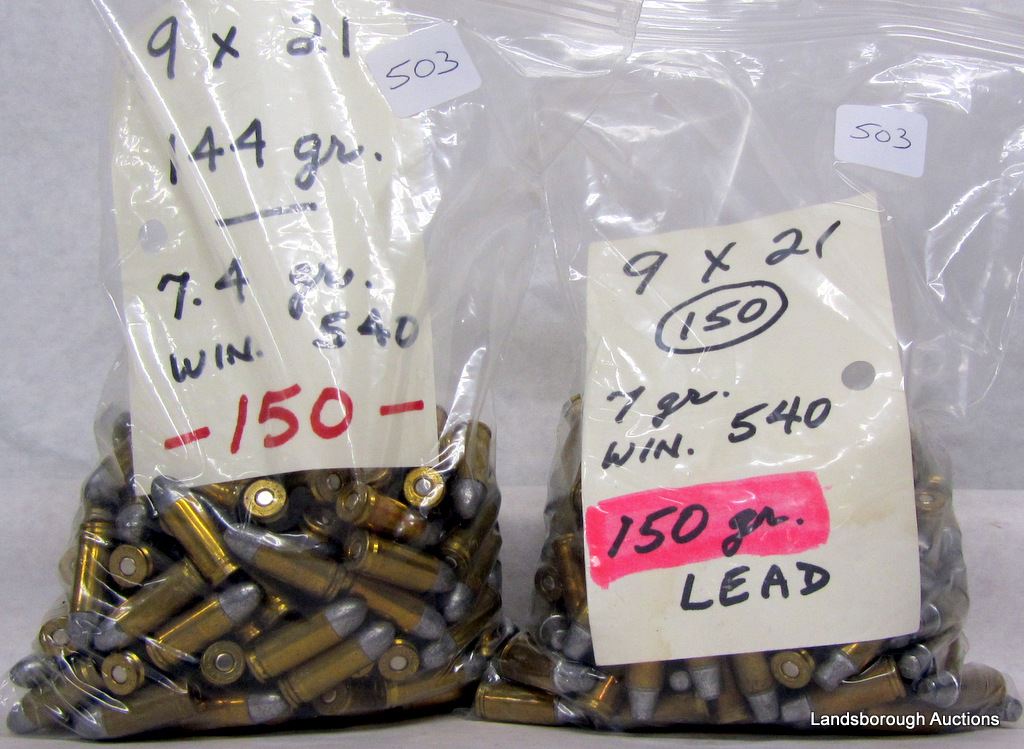 9 x 21
503
144 gr.
7.4 gr.
WIN. 540
- 150 -
503
9 x 21
150
7 gr.
WIN. 540
150 gr.
LEAD
Landsborough Auctions